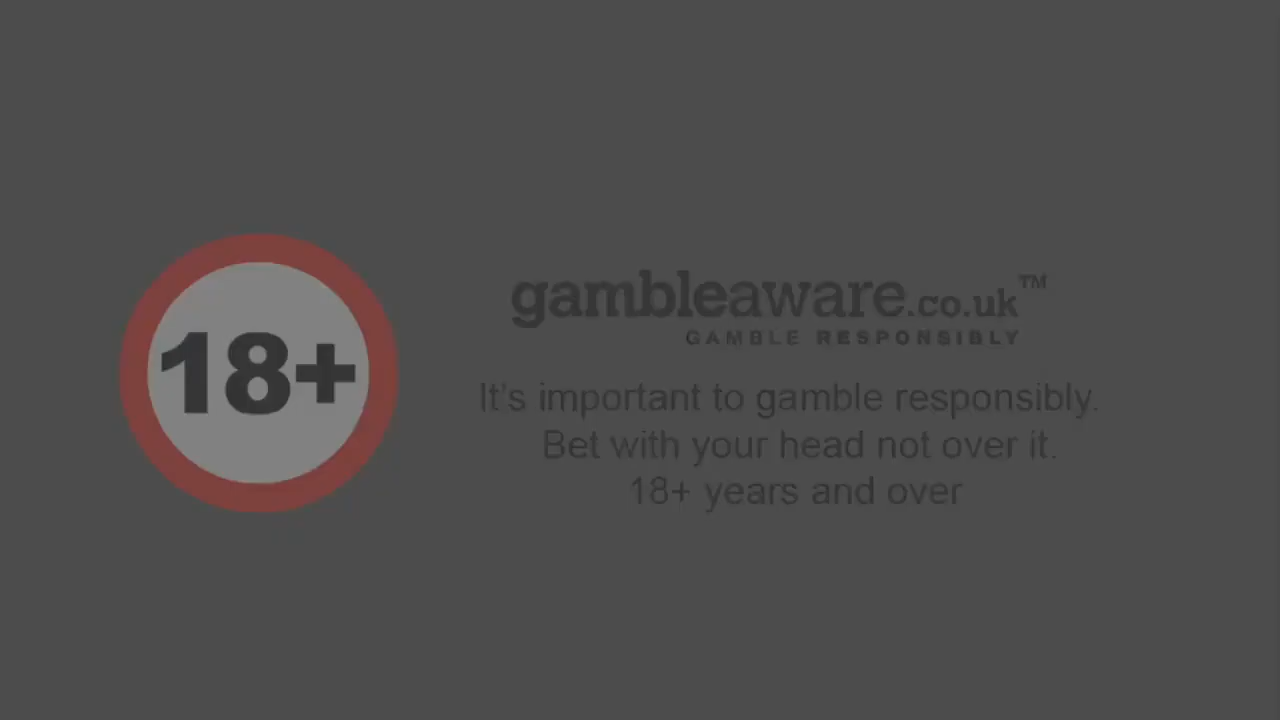 18+
gambleaware.co.uk™
GAMBLE RESPONSIBLY
It's important to gamble responsibly.
Bet with your head not over it.
18+ years and over